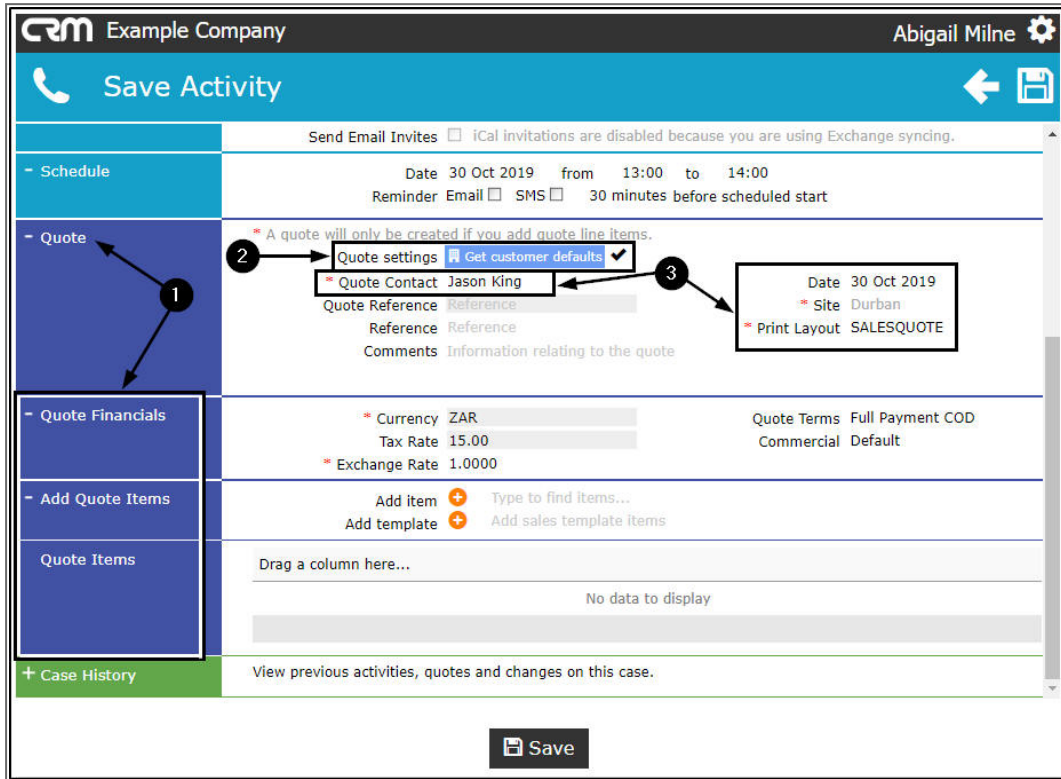 CRM Example Company Abigail Milne
Save Activity
Send Email Invites iCal invitations are disabled because you are using Exchange syncing.
- Schedule Date 30 Oct 2019 from 13:00 to 14:00
Reminder Email SMS 30 minutes before scheduled start
- Quote * A quote will only be created if you add quote line items.
2 Quote settings Get customer defaults
* Quote Contact Jason King 3 Date 30 Oct 2019
1 Quote Reference Reference * Site Durban
Reference Reference * Print Layout SALESQUOTE
Comments Information relating to the quote
- Quote Financials * Currency ZAR Quote Terms Full Payment COD
Tax Rate 15.00 Commercial Default
* Exchange Rate 1.0000
- Add Quote Items Add item Type to find items...
Add template Add sales template items
Quote Items Drag a column here...
No data to display
+ Case History View previous activities, quotes and changes on this case.
Save